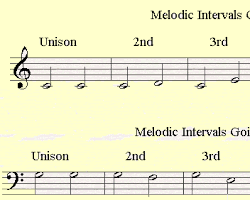 Melodic Intervals
Unison 2nd 3rd
Melodic Intervals Goi
Unison 2nd 3rd